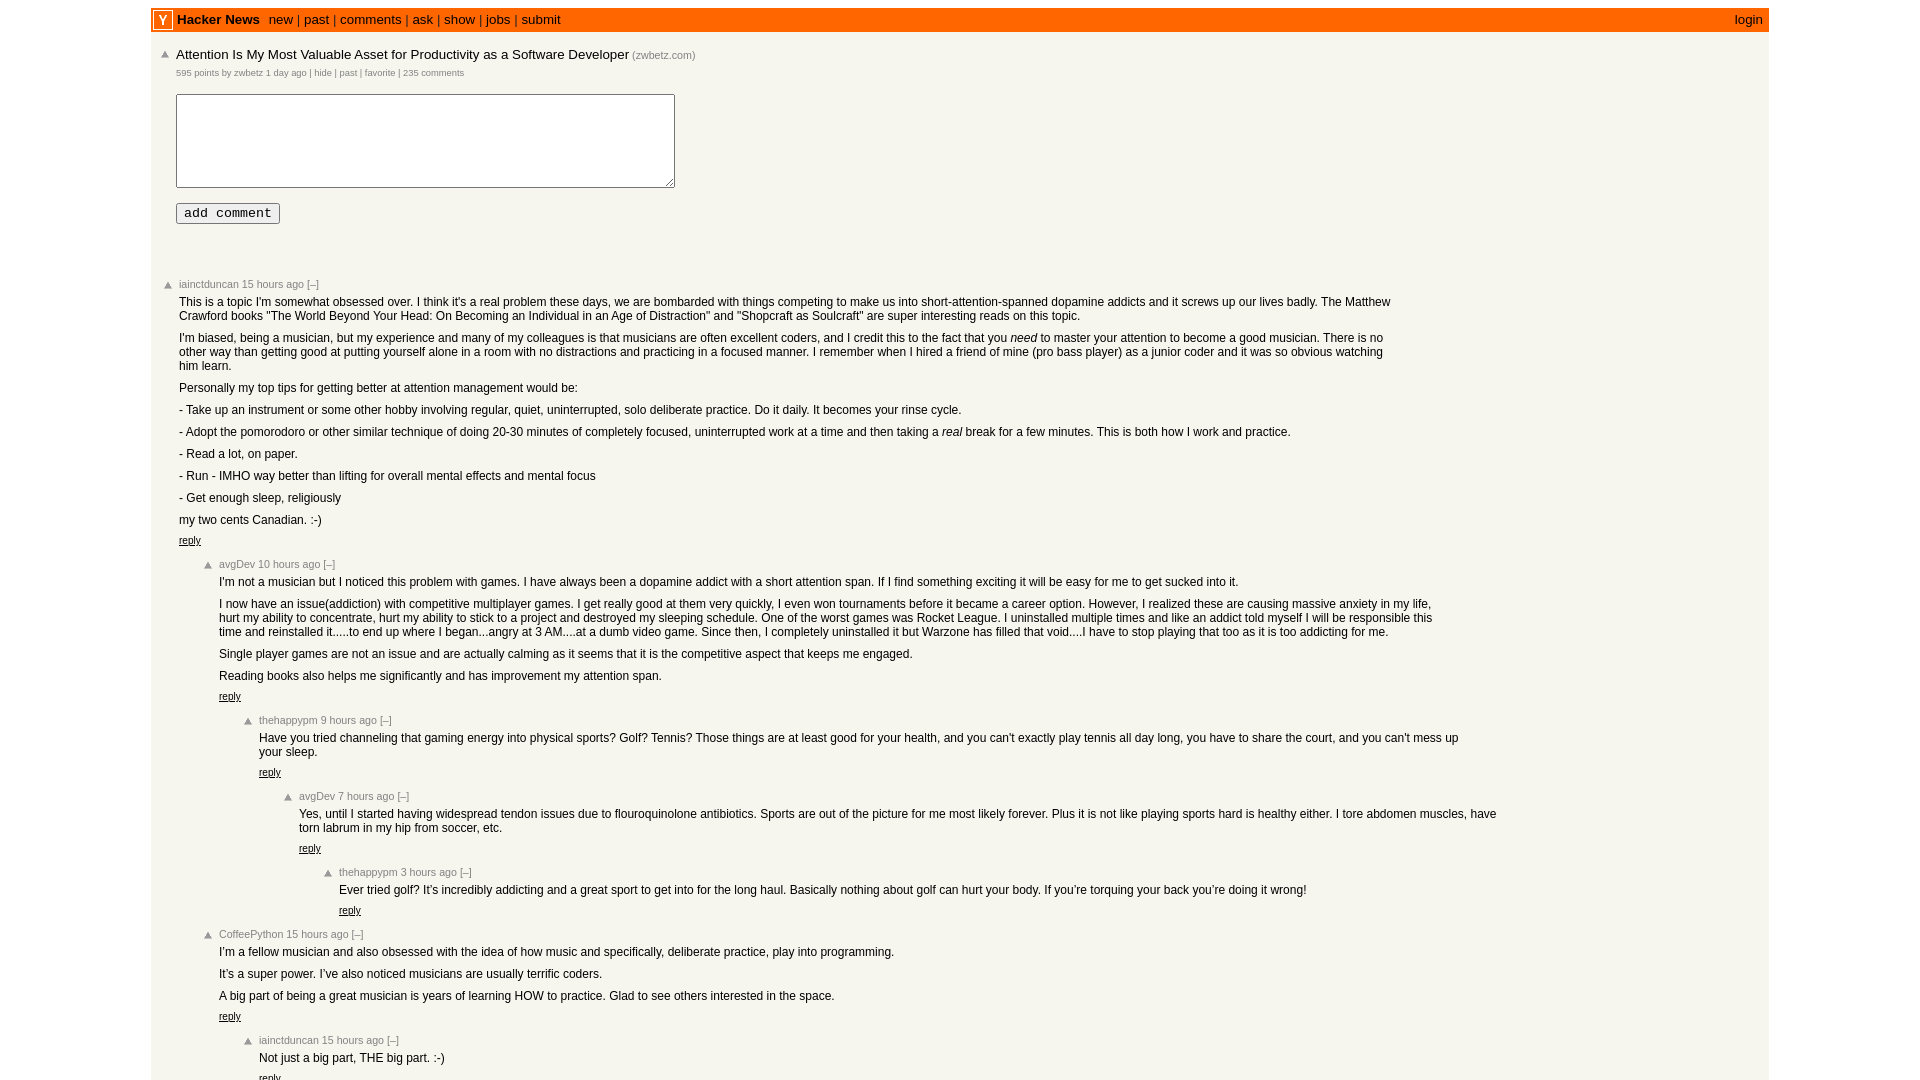 Y Hacker News new | past | comments | ask | show | jobs | submit login
Attention Is My Most Valuable Asset for Productivity as a Software Developer (zwbetz.com)
595 points by zwbetz 1 day ago | hide | past | favorite | 235 comments
add comment
iainctduncan 15 hours ago [–]
This is a topic I'm somewhat obsessed over. I think it's a real problem these days, we are bombarded with things competing to make us into short-attention-spanned dopamine addicts and it screws up our lives badly. The Matthew
Crawford books "The World Beyond Your Head: On Becoming an Individual in an Age of Distraction" and "Shopcraft as Soulcraft" are super interesting reads on this topic.
I'm biased, being a musician, but my experience and many of my colleagues is that musicians are often excellent coders, and I credit this to the fact that you need to master your attention to become a good musician. There is no
other way than getting good at putting yourself alone in a room with no distractions and practicing in a focused manner. I remember when I hired a friend of mine (pro bass player) as a junior coder and it was so obvious watching
him learn.
Personally my top tips for getting better at attention management would be:
- Take up an instrument or some other hobby involving regular, quiet, uninterrupted, solo deliberate practice. Do it daily. It becomes your rinse cycle.
- Adopt the pomorodoro or other similar technique of doing 20-30 minutes of completely focused, uninterrupted work at a time and then taking a real break for a few minutes. This is both how I work and practice.
- Read a lot, on paper.
- Run - IMHO way better than lifting for overall mental effects and mental focus
- Get enough sleep, religiously
my two cents Canadian. :-)
reply
avgDev 10 hours ago [–]
I'm not a musician but I noticed this problem with games. I have always been a dopamine addict with a short attention span. If I find something exciting it will be easy for me to get sucked into it.
I now have an issue(addiction) with competitive multiplayer games. I get really good at them very quickly, I even won tournaments before it became a career option. However, I realized these are causing massive anxiety in my life,
hurt my ability to concentrate, hurt my ability to stick to a project and destroyed my sleeping schedule. One of the worst games was Rocket League. I uninstalled multiple times and like an addict told myself I will be responsible this
time and reinstalled it.....to end up where I began...angry at 3 AM....at a dumb video game. Since then, I completely uninstalled it but Warzone has filled that void....I have to stop playing that too as it is too addicting for me.
Single player games are not an issue and are actually calming as it seems that it is the competitive aspect that keeps me engaged.
Reading books also helps me significantly and has improvement my attention span.
reply
thehappypm 9 hours ago [–]
Have you tried channeling that gaming energy into physical sports? Golf? Tennis? Those things are at least good for your health, and you can't exactly play tennis all day long, you have to share the court, and you can't mess up
your sleep.
reply
avgDev 7 hours ago [–]
Yes, until I started having widespread tendon issues due to flouroquinolone antibiotics. Sports are out of the picture for me most likely forever. Plus it is not like playing sports hard is healthy either. I tore abdomen muscles, have
torn labrum in my hip from soccer, etc.
reply
thehappypm 3 hours ago [–]
Ever tried golf? It’s incredibly addicting and a great sport to get into for the long haul. Basically nothing about golf can hurt your body. If you’re torquing your back you’re doing it wrong!
reply
CoffeePython 15 hours ago [–]
I’m a fellow musician and also obsessed with the idea of how music and specifically, deliberate practice, play into programming.
It’s a super power. I’ve also noticed musicians are usually terrific coders.
A big part of being a great musician is years of learning HOW to practice. Glad to see others interested in the space.
reply
iainctduncan 15 hours ago [–]
Not just a big part, THE big part. :-)
reply